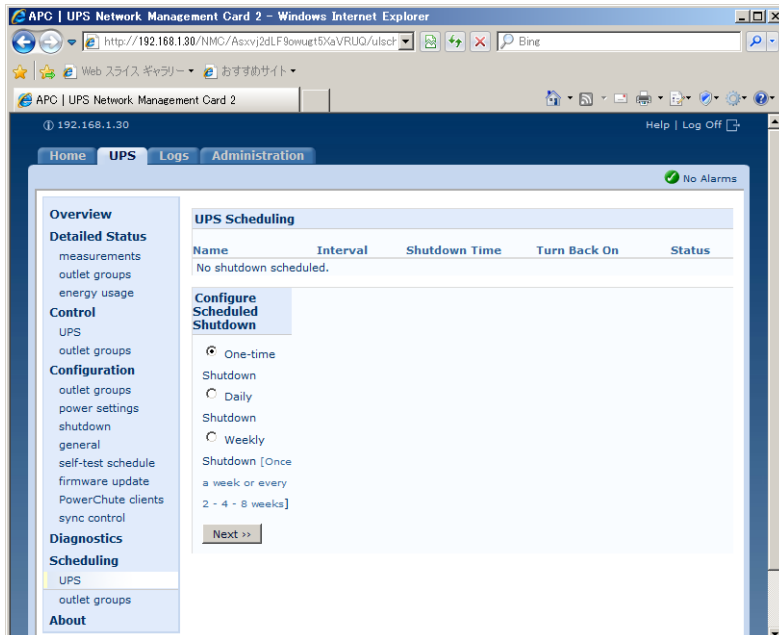 APC | UPS Network Management Card 2 - Windows Internet Explorer
http://192.168.1.30/NMC/Asxvj2dLF9owugt5XaVRUQ/ulscr
Bing
Web スライス ギャラリー
おすすめサイト
APC | UPS Network Management Card 2
192.168.1.30
Help | Log Off
Home UPS Logs Administration
No Alarms
Overview
Detailed Status
measurements
outlet groups
energy usage
Control
UPS
outlet groups
Configuration
outlet groups
power settings
shutdown
general
self-test schedule
firmware update
PowerChute clients
sync control
Diagnostics
Scheduling
UPS
outlet groups
About
UPS Scheduling
Name Interval Shutdown Time Turn Back On Status
No shutdown scheduled.
Configure
Scheduled
Shutdown
One-time
Shutdown
Daily
Shutdown
Weekly
Shutdown [Once
a week or every
2 - 4 - 8 weeks]
Next >>